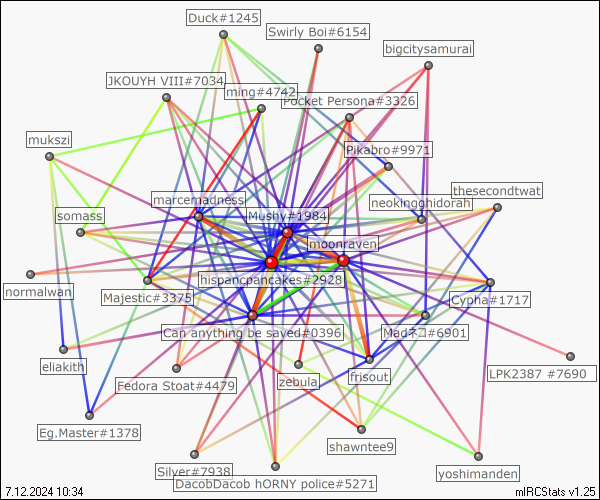 Duck#1245
Swirly Boi#6154
bigcitysamurai
JKOUYH VIII#7034
ming#4742
Pocket Persona#3326
mukszi
Pikabro#9971
thesecondtwat
marcemadness
neokingghidorah
somass
Mushy#1984
moonraven
normalwan
hispancpancakes#2928
Majestic#3375
Cypha#1717
Can anything be saved#0396
Madネコ#6901
eliakith
Fedora Stoat#4479
zebula
frisout
LPK2387 #7690
Eg.Master#1378
shawntee9
Silver#7938
DacobDacob hORNY police#5271
yoshimanden
7.12.2024 10:34
mIRCStats v1.25